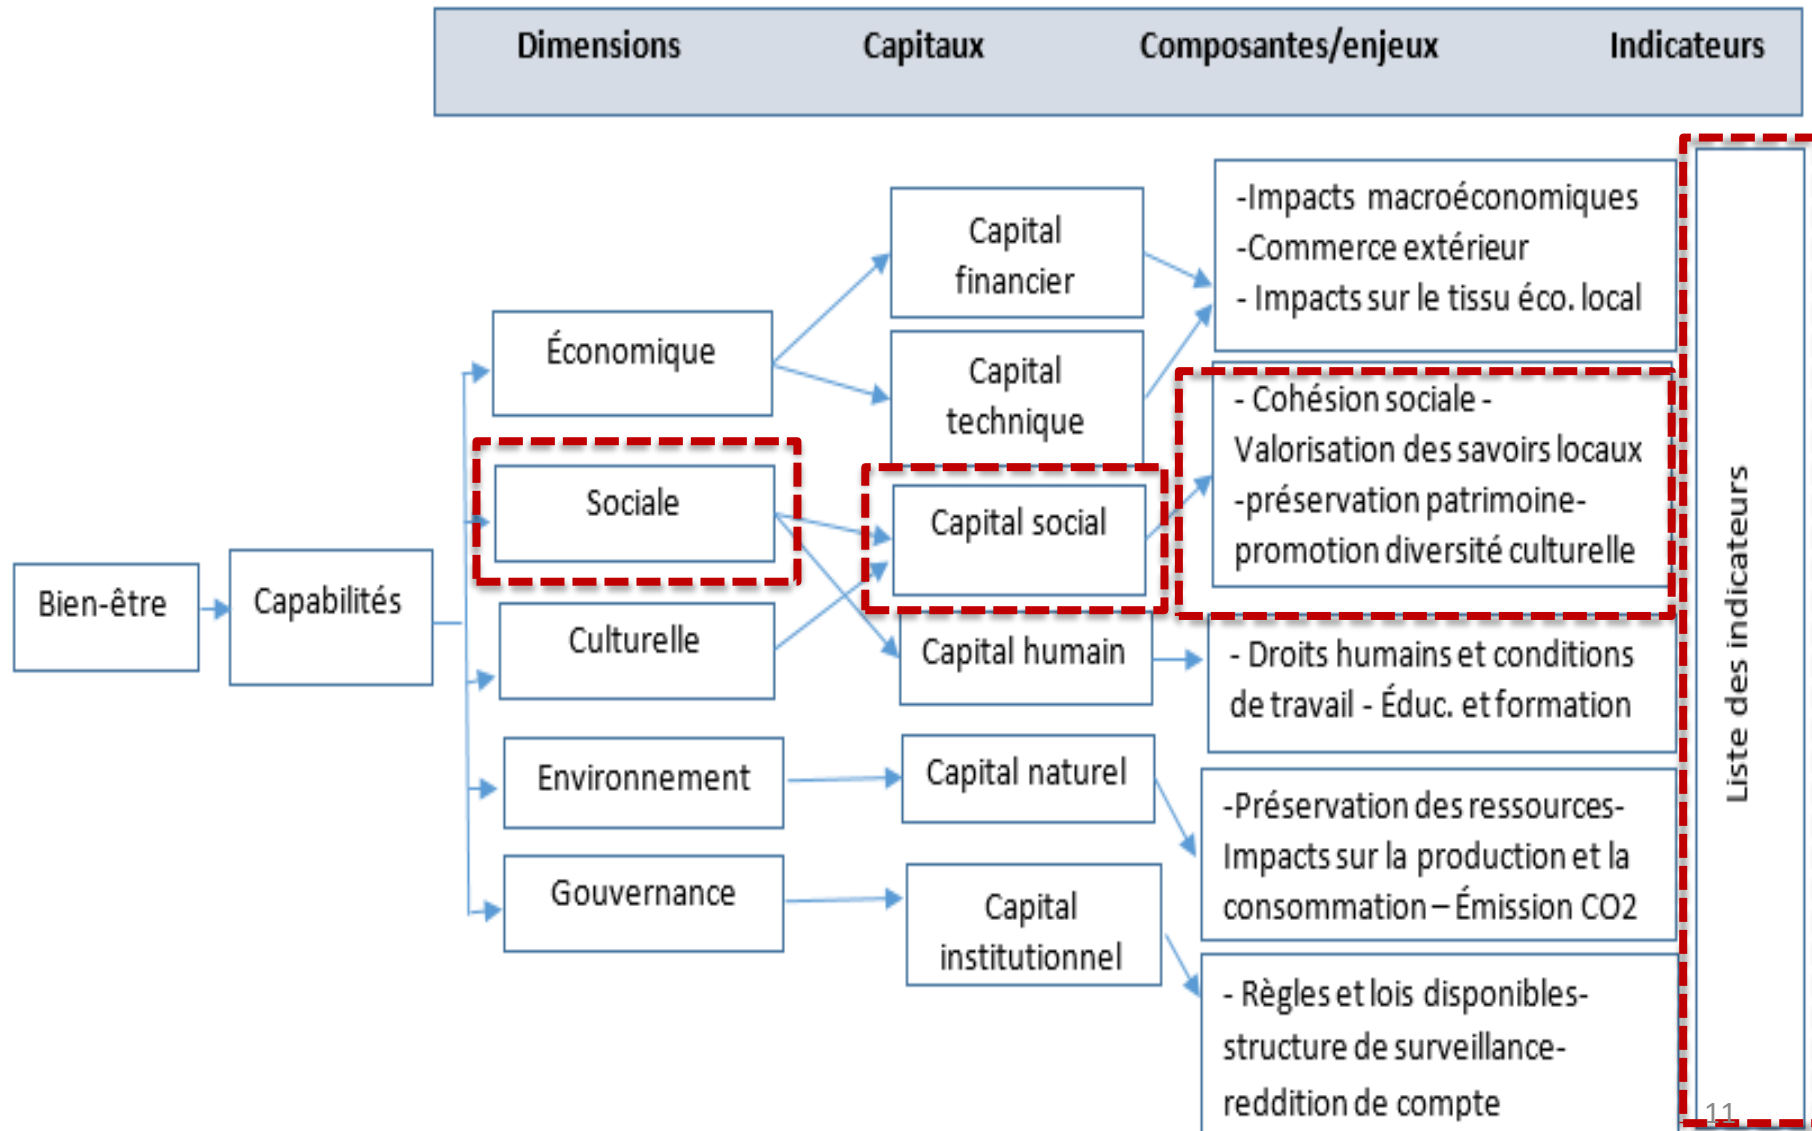 Dimensions Capitaux Composantes/enjeux Indicateurs
Bien-être
Capabilités
Économique
Sociale
Culturelle
Environnement
Gouvernance
Capital
financier
Capital
technique
Capital social
Capital humain
Capital naturel
Capital
institutionnel
-Impacts macroéconomiques
-Commerce extérieur
- Impacts sur le tissu éco. local
- Cohésion sociale -
Valorisation des savoirs locaux
-préservation patrimoine-
promotion diversité culturelle
- Droits humains et conditions
de travail - Éduc. et formation
-Préservation des ressources-
Impacts sur la production et la
consommation – Émission CO2
- Règles et lois disponibles-
structure de surveillance-
reddition de compte
Liste des indicateurs
11